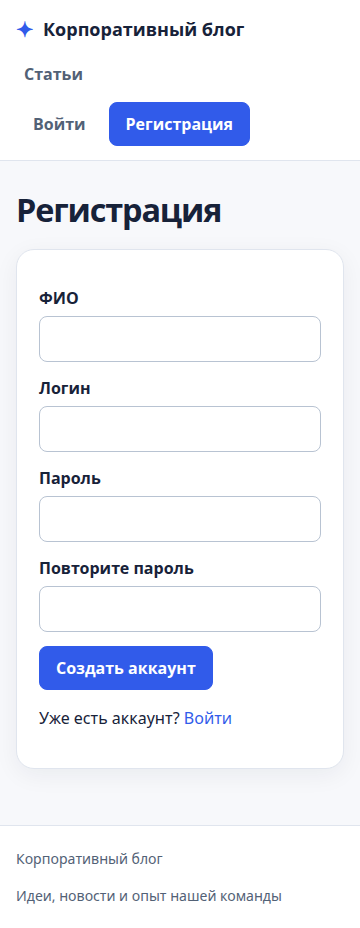 Корпоративный блог
Статьи
Войти
Регистрация
Регистрация
ФИО
Логин
Пароль
Повторите пароль
Создать аккаунт
Уже есть аккаунт? Войти
Корпоративный блог
Идеи, новости и опыт нашей команды